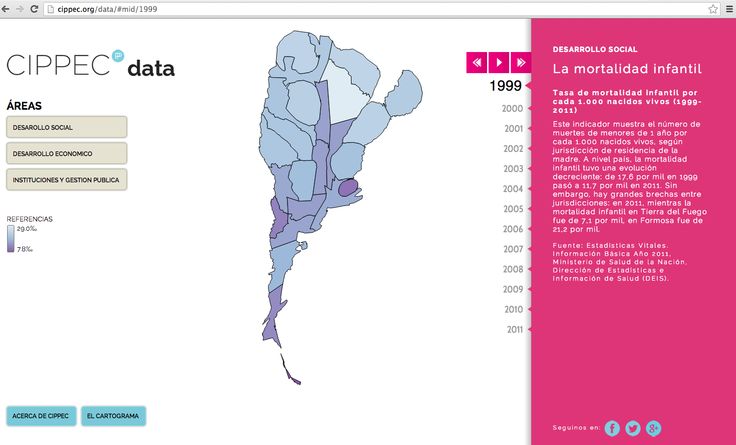 cippec.org/data/#mid/1999
CIPPEC data
ÁREAS
DESAROLLO SOCIAL
DESARROLLO ECONOMICO
INSTITUCIONES Y GESTION PUBLICA
REFERENCIAS
29.0‰
7.8‰
ACERCA DE CIPPEC
EL CARTOGRAMA
1999
2000
2001
2002
2003
2004
2005
2006
2007
2008
2009
2010
2011
DESARROLLO SOCIAL
La mortalidad infantil
Tasa de mortalidad infantil por
cada 1.000 nacidos vivos (1999-
2011)
Este indicador muestra el número de
muertes de menores de 1 año por
cada 1.000 nacidos vivos, según
jurisdicción de residencia de la
madre. A nivel país, la mortalidad
infantil tuvo una evolución
decreciente: de 17,6 por mil en 1999
pasó a 11,7 por mil en 2011. Sin
embargo, hay grandes brechas entre
jurisdicciones: en 2011, mientras la
mortalidad infantil en Tierra del Fuego
fue de 7,1 por mil, en Formosa fue de
21,2 por mil.
Fuente: Estadísticas Vitales.
Información Básica Año 2011,
Ministerio de Salud de la Nación,
Dirección de Estadísticas e
Información de Salud (DEIS).
Seguinos en: